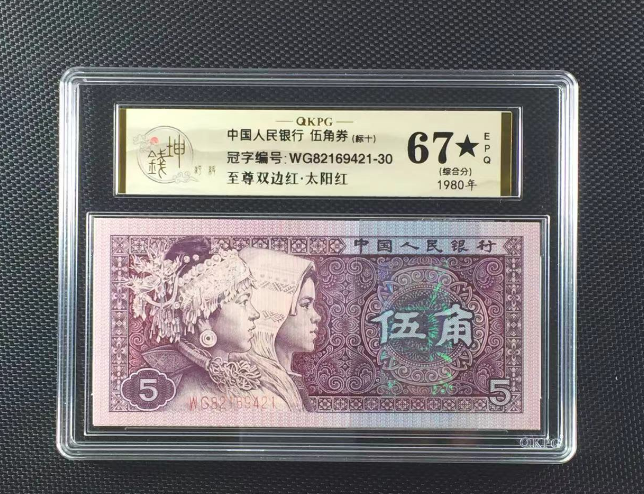 QKPG
中国人民银行 伍角券 (标十)
冠字编号: WG82169421-30
至尊双边红·太阳红
67★
EPQ
(综合分)
1980年
坤
錢
中国人民银行
伍角
5
5
WG82169421
QKPG